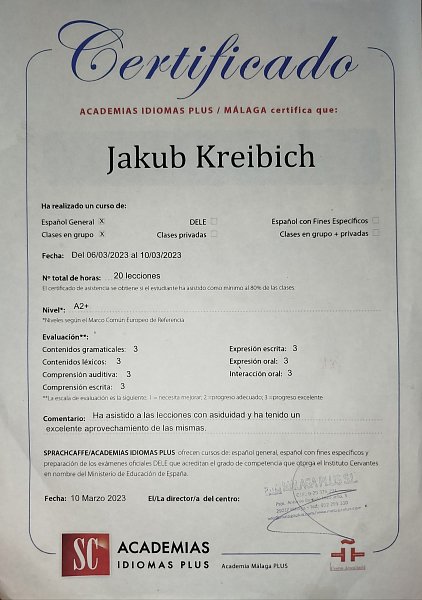 Certificado
ACADEMIAS IDIOMAS PLUS / MÁLAGA certifica que:
Jakub Kreibich
Ha realizado un curso de:
Español General X DELE Español con Fines Específicos
Clases en grupo X Clases privadas Clases en grupo + privadas
Fecha: Del 06/03/2023 al 10/03/2023
Nº total de horas: 20 lecciones
El certificado de asistencia se obtiene si el estudiante ha asistido como mínimo al 80% de las clases.
Nivel*: A2+
*Niveles según el Marco Común Europeo de Referencia
Evaluación**:
Contenidos gramaticales: 3 Expresión escrita: 3
Contenidos léxicos: 3 Expresión oral: 3
Comprensión auditiva: 3 Interacción oral: 3
Comprensión escrita: 3
**La escala de evaluación es la siguiente: 1 = necesita mejorar; 2 = progreso adecuado; 3 = progreso excelente
Comentario: Ha asistido a las lecciones con asiduidad y ha tenido un
excelente aprovechamiento de las mismas.
SPRACHCAFFE/ACADEMIAS IDIOMAS PLUS ofrecen cursos de: español general, español con fines específicos y
preparación de los exámenes oficiales DELE que acreditan el grado de competencia que otorga el Instituto Cervantes
en nombre del Ministerio de Educación de España.
Fecha: 10 Marzo 2023 El/La director/a del centro:
MALAGA PLUS S.L.
SC ACADEMIAS
IDIOMAS PLUS Academia Málaga PLUS